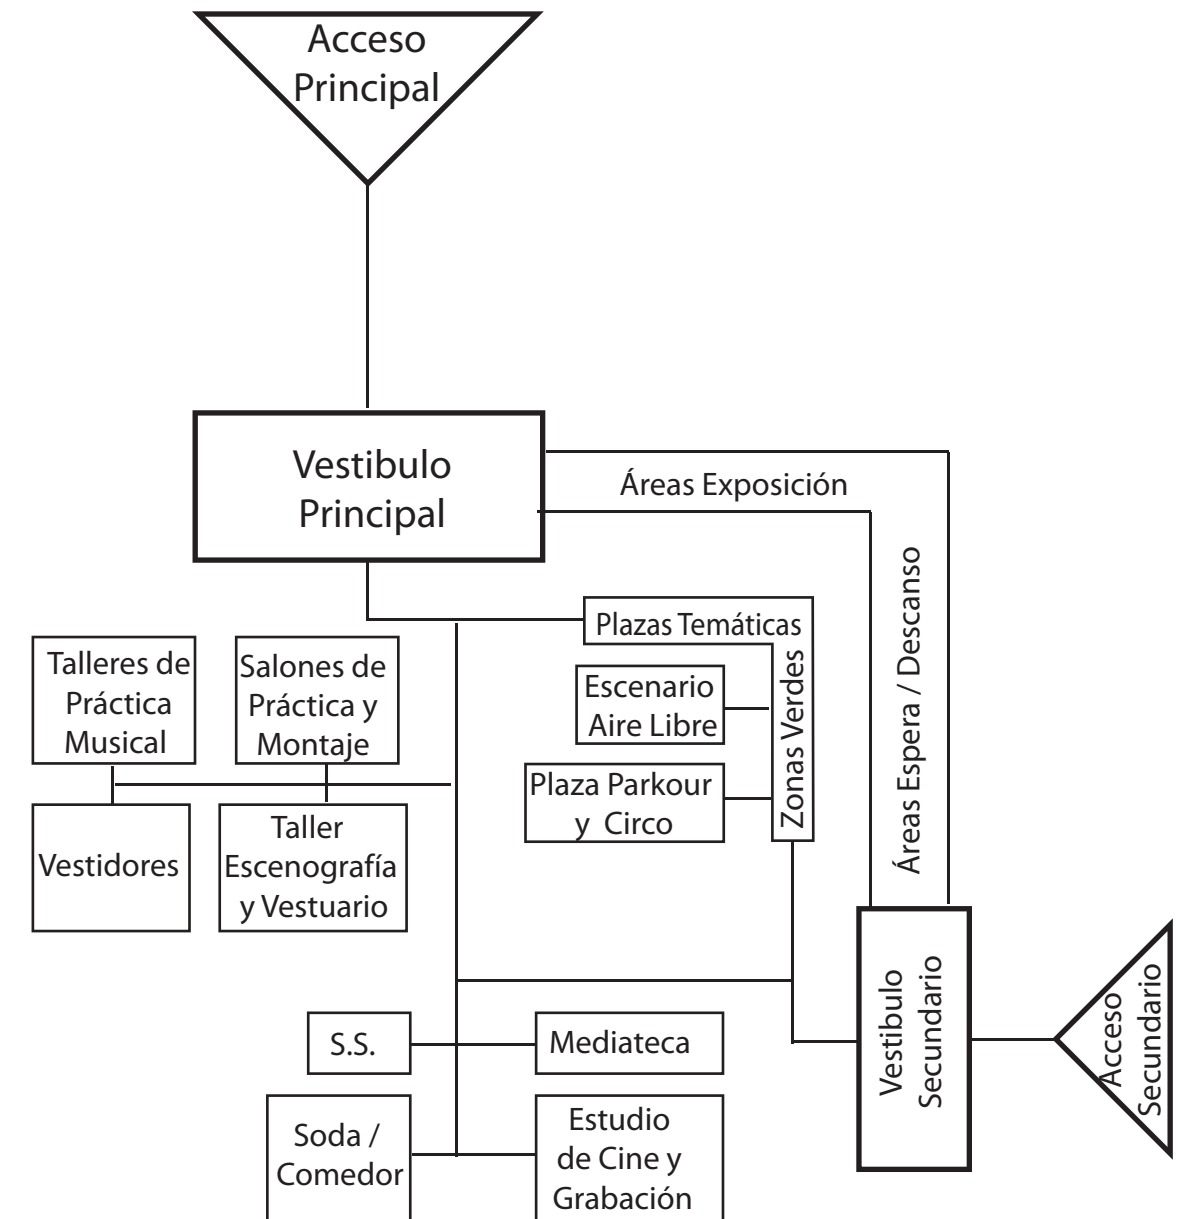 Acceso
Principal
Vestibulo
Principal
Áreas Exposición
Áreas Espera / Descanso
Plazas Temáticas
Zonas Verdes
Escenario
Aire Libre
Plaza Parkour
y Circo
Talleres de
Práctica
Musical
Salones de
Práctica y
Montaje
Vestidores
Taller
Escenografía
y Vestuario
S.S.
Mediateca
Soda /
Comedor
Estudio
de Cine y
Grabación
Vestibulo
Secundario
Acceso
Secundario